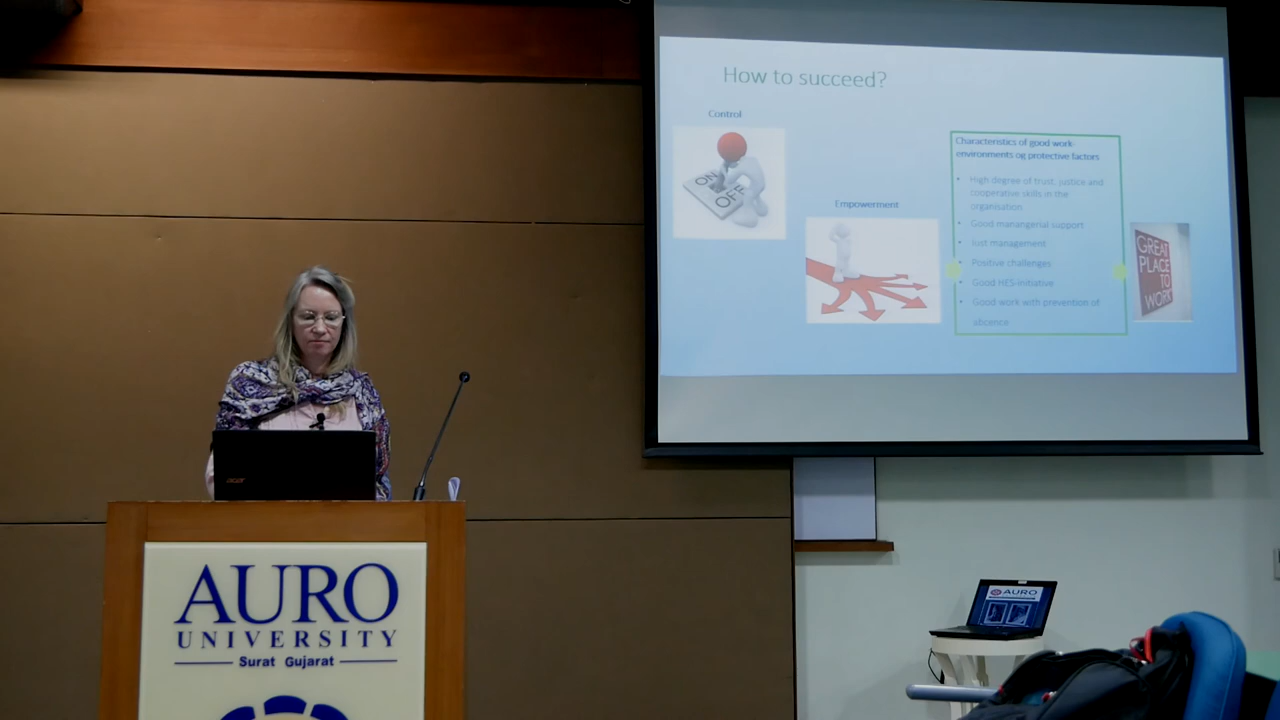 How to succeed?
Control
ON
OFF
Empowerment
Characteristics of good work-
environments og protective factors
• High degree of trust, justice and
cooperative skills in the
organisation
• Good manangerial support
• Just management
• Positive challenges
• Good HES-initiative
• Good work with prevention of
abcence
GREAT
PLACE
TO
WORK
acer
AURO
UNIVERSITY
Surat Gujarat
AURO